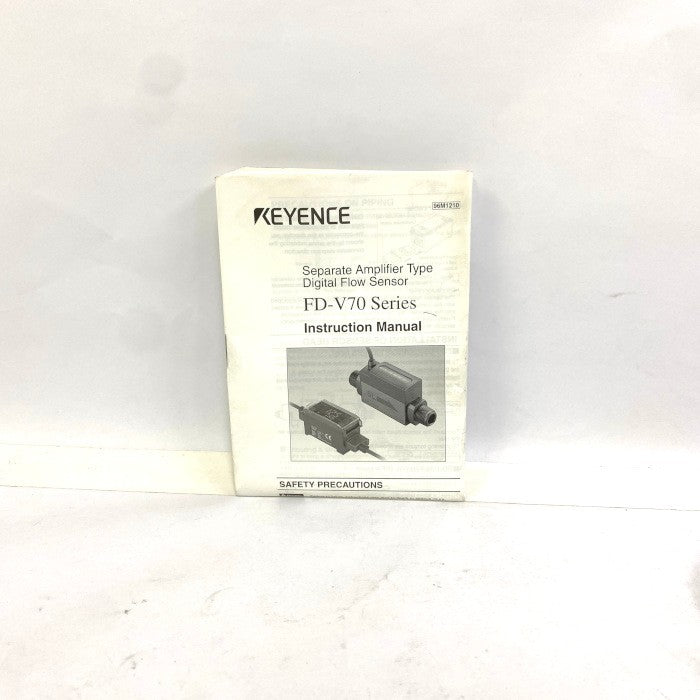 KEYENCE
96M1210
Separate Amplifier Type
Digital Flow Sensor
FD-V70 Series
Instruction Manual
SAFETY PRECAUTIONS